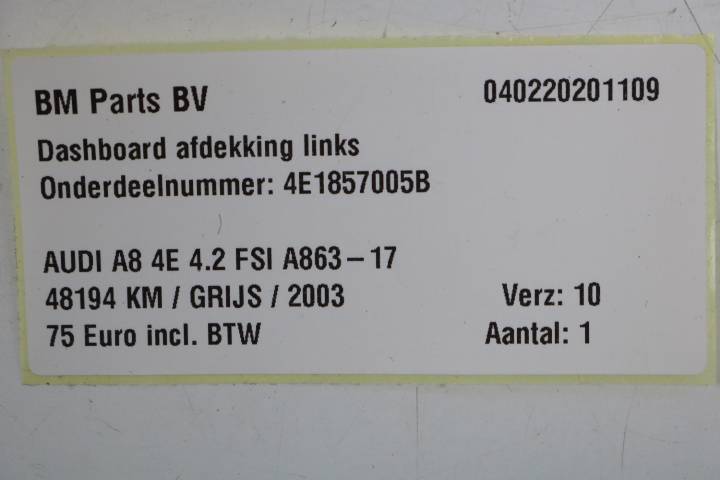 BM Parts BV 040220201109
Dashboard afdekking links
Onderdeelnummer: 4E1857005B
AUDI A8 4E 4.2 FSI A863-17
48194 KM / GRIJS / 2003 Verz: 10
75 Euro incl. BTW Aantal: 1